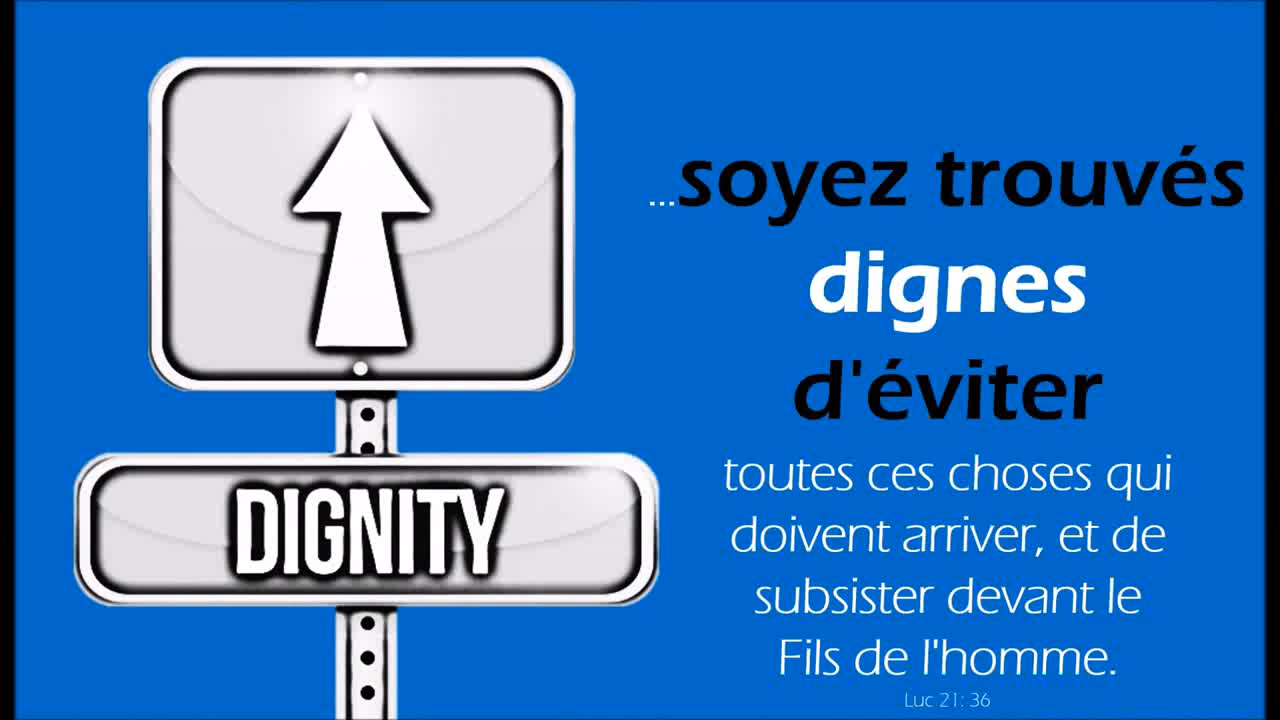 DIGNITY
...soyez trouvés
dignes
d'éviter
toutes ces choses qui
doivent arriver, et de
subsister devant le
Fils de l'homme.
Luc 21: 36